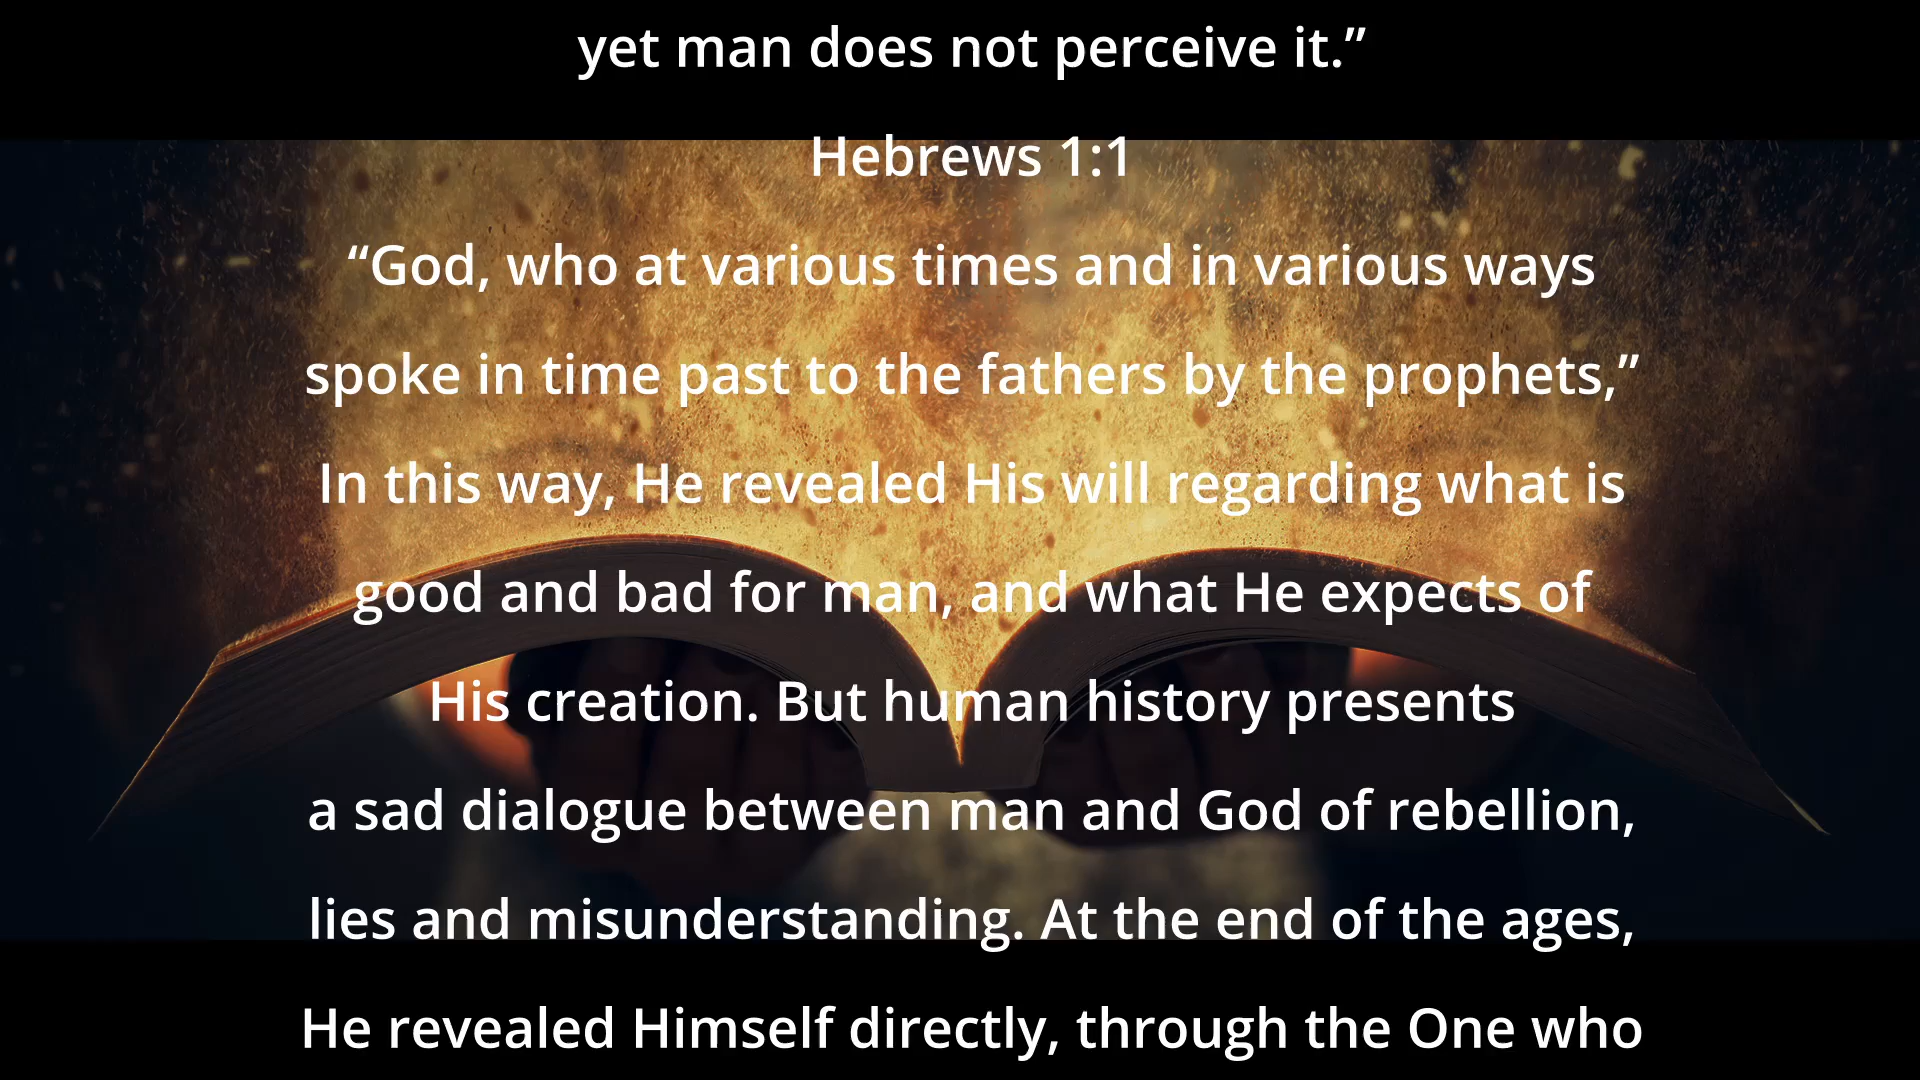 yet man does not perceive it.”
Hebrews 1:1
“God, who at various times and in various ways
spoke in time past to the fathers by the prophets,”
In this way, He revealed His will regarding what is
good and bad for man, and what He expects of
His creation. But human history presents
a sad dialogue between man and God of rebellion,
lies and misunderstanding. At the end of the ages,
He revealed Himself directly, through the One who